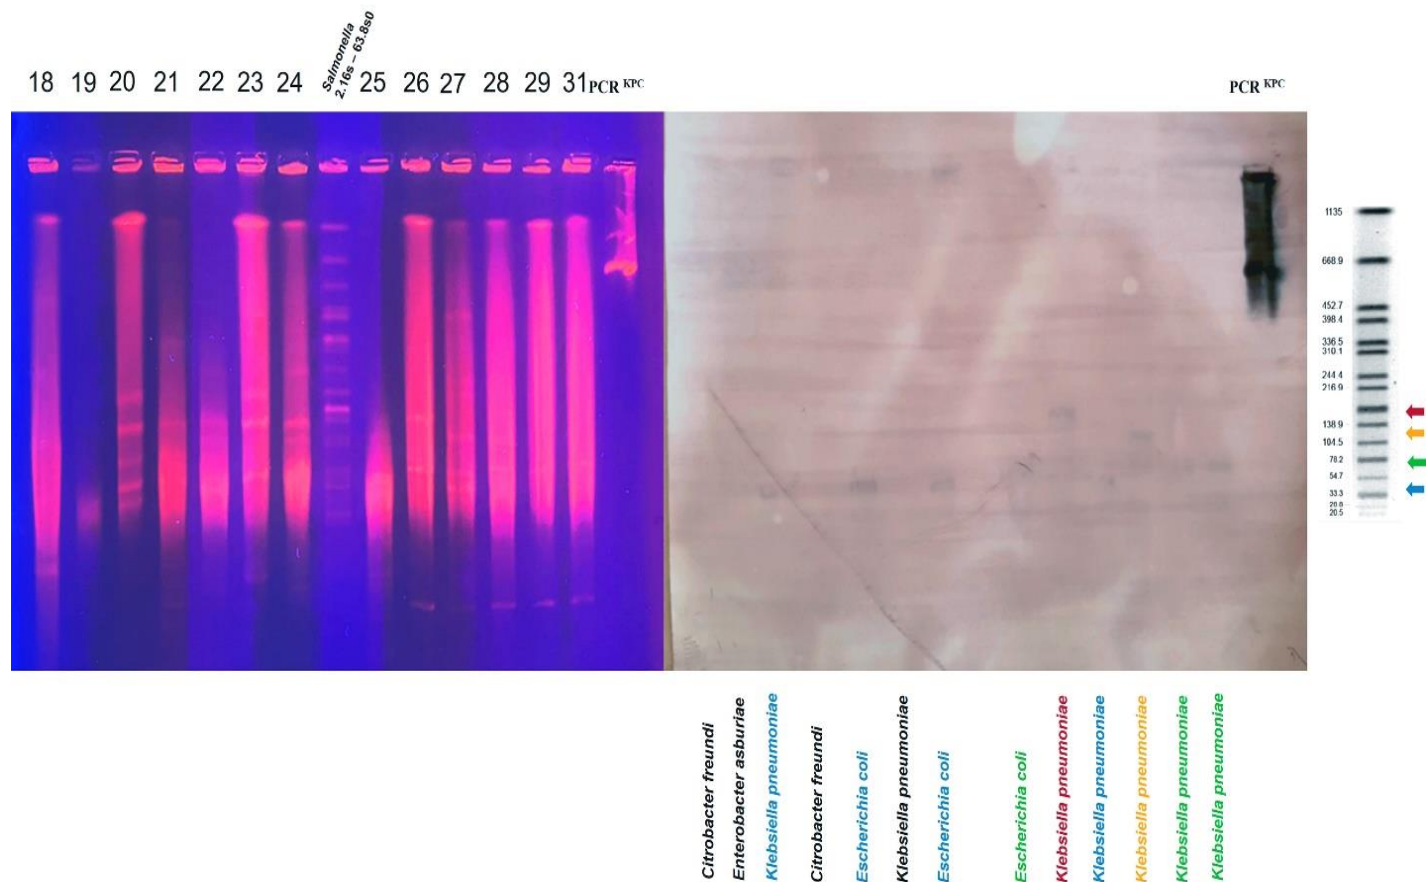 18 19 20 21 22 23 24 Salmonella 25 26 27 28 29 31 PCR KPC PCR KPC
2.16s – 63.8s0
1135
668.9
452.7
398.4
336.5
310.1
244.4
216.9
138.9
104.5
78.2
54.7
33.3
20.8
20.5
Citrobacter freundi
Enterobacter asburiae
Klebsiella pneumoniae
Citrobacter freundi
Escherichia coli
Klebsiella pneumoniae
Escherichia coli
Escherichia coli
Klebsiella pneumoniae
Klebsiella pneumoniae
Klebsiella pneumoniae
Klebsiella pneumoniae
Klebsiella pneumoniae